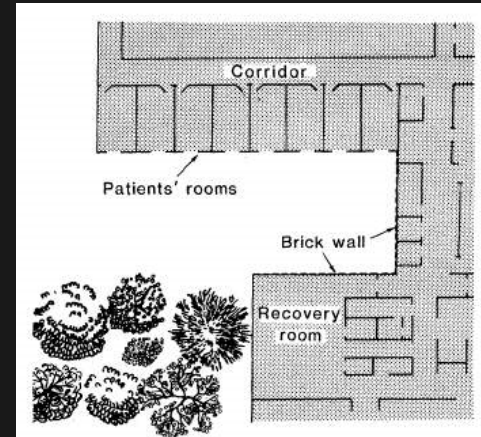 Corridor
Patients' rooms
Brick wall
Recovery
room